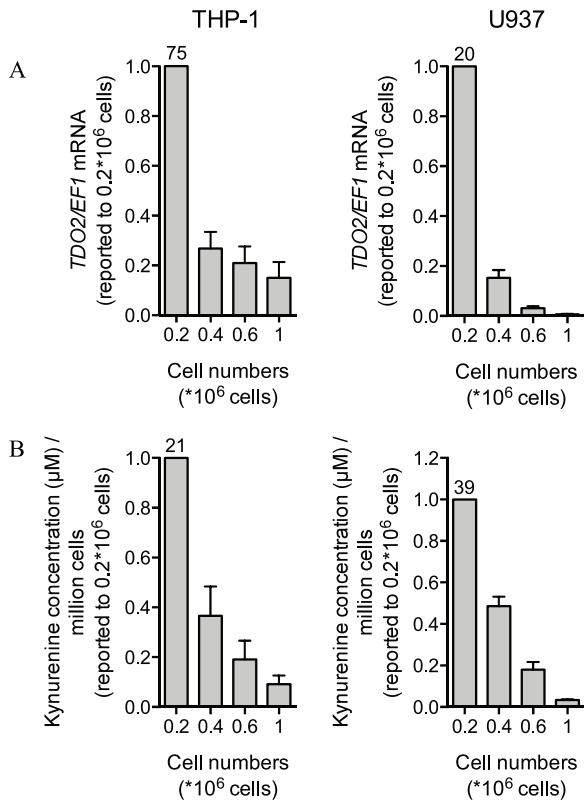 THP-1
U937
A
TDO2/EF1 mRNA
(reported to 0.2*10⁶ cells)
75
1.0
0.8
0.6
0.4
0.2
0.0
0.2 0.4 0.6 1
Cell numbers
(*10⁶ cells)
TDO2/EF1 mRNA
(reported to 0.2*10⁶ cells)
20
1.0
0.8
0.6
0.4
0.2
0.0
0.2 0.4 0.6 1
Cell numbers
(*10⁶ cells)
B
Kynurenine concentration (µM) /
million cells
(reported to 0.2*10⁶ cells)
21
1.0
0.8
0.6
0.4
0.2
0.0
0.2 0.4 0.6 1
Cell numbers
(*10⁶ cells)
Kynurenine concentration (µM) /
million cells
(reported to 0.2*10⁶ cells)
1.2
39
1.0
0.8
0.6
0.4
0.2
0.0
0.2 0.4 0.6 1
Cell numbers
(*10⁶ cells)